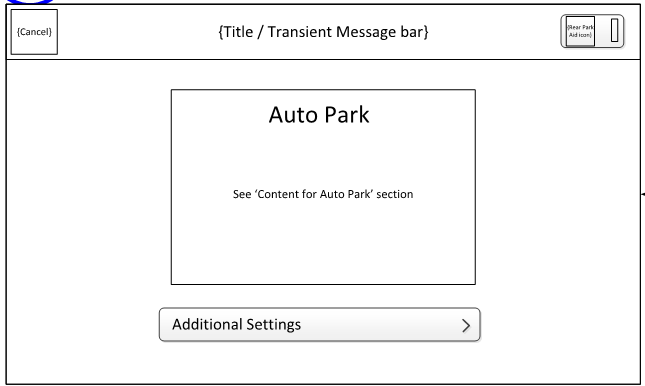 {Cancel}
{Title / Transient Message bar}
{Rear Park
Aid icon}
Auto Park
See ‘Content for Auto Park’ section
Additional Settings